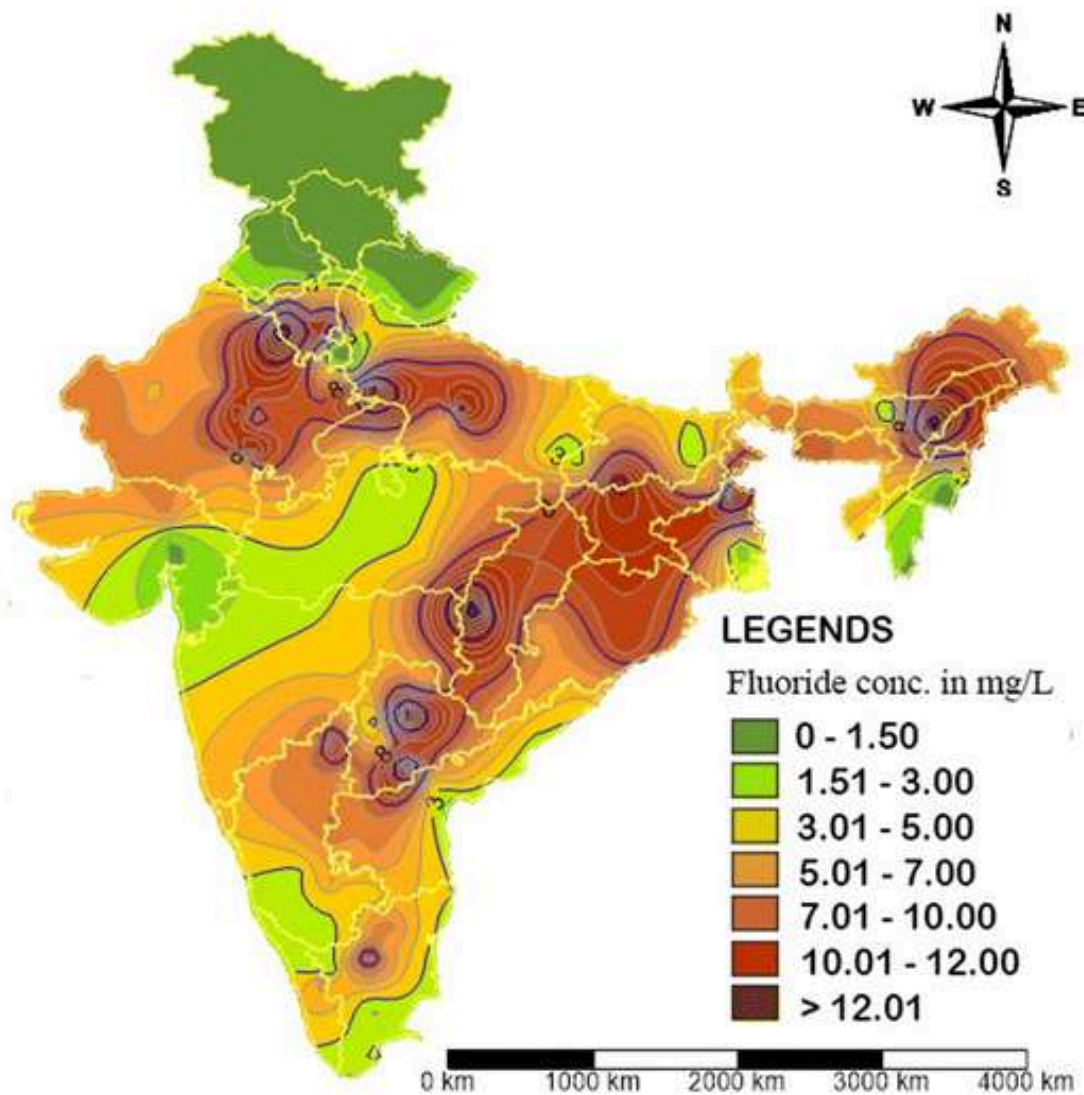 N
W E
S
LEGENDS
Fluoride conc. in mg/L
0 - 1.50
1.51 - 3.00
3.01 - 5.00
5.01 - 7.00
7.01 - 10.00
10.01 - 12.00
> 12.01
0 km 1000 km 2000 km 3000 km 4000 km